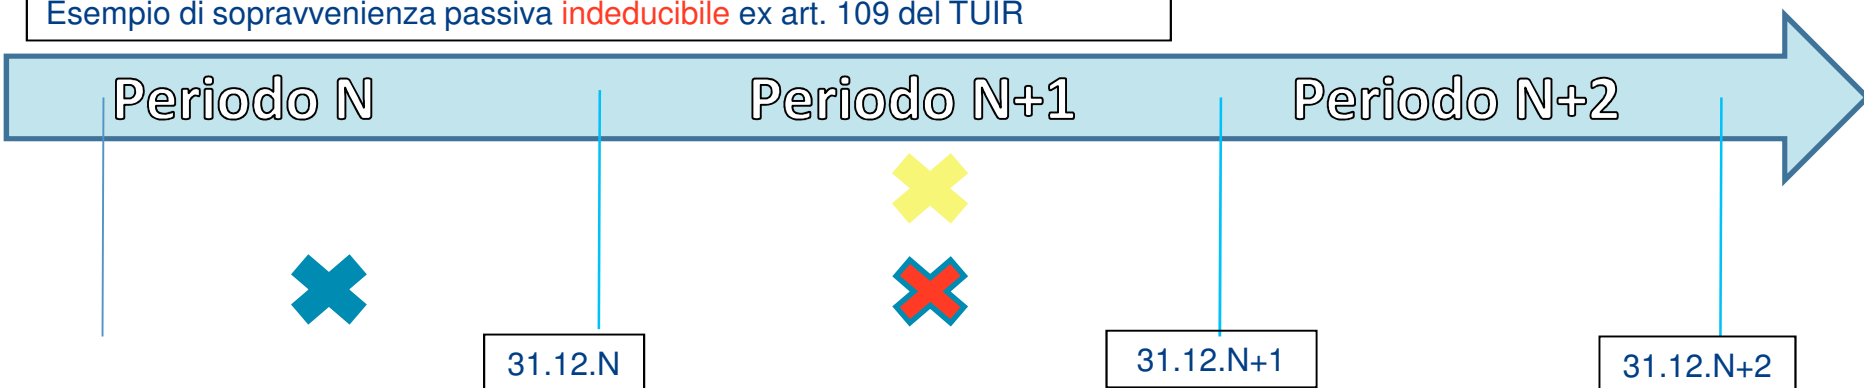 Esempio di sopravvenienza passiva indeducibile ex art. 109 del TUIR
Periodo N Periodo N+1 Periodo N+2
31.12.N 31.12.N+1 31.12.N+2